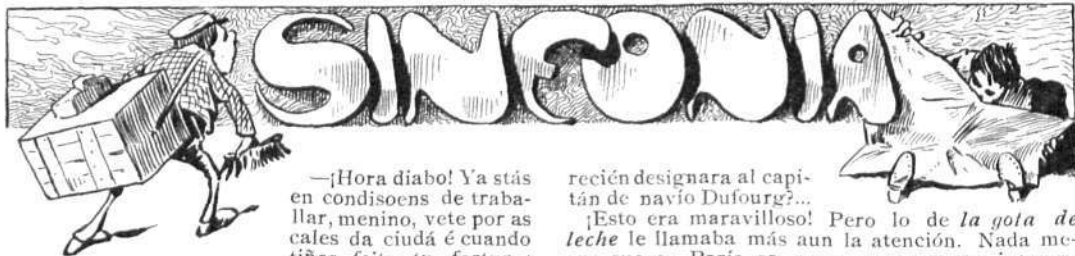 SINFONIA
—¡Hora diabo! Ya stás
en condisoens de traba-
llar, menino, vete por as
cales da ciudá é cuando
recién designara al capi-
tán de navío Dufourg?...
¡Esto era maravilloso! Pero lo de la gota de
leche le llamaba más aun la atención. Nada me-